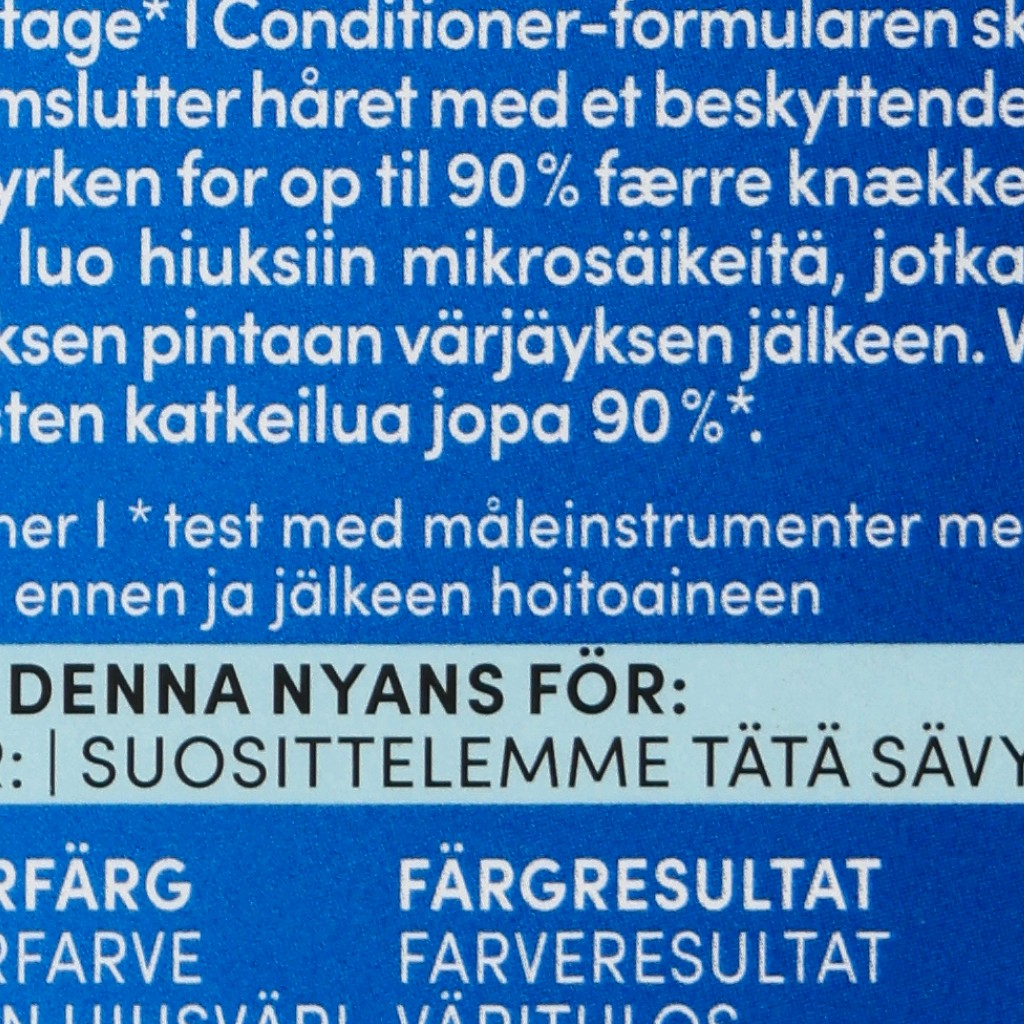 tage* | Conditioner-formularen sk
mslutter håret med et beskyttende
yrken for op til 90% færre knække
luo hiuksiin mikrosäikeitä, jotka
ksen pintaan värjäyksen jälkeen. V
sten katkeilua jopa 90%*.
ner | * test med måleinstrumenter me
ennen ja jälkeen hoitoaineen
DENNA NYANS FÖR:
R: | SUOSITTELEMME TÄTÄ SÄVY
RFÄRG FÄRGRESULTAT
RFARVE FARVERESULTAT
N HIUSVÄRI VÄRITULOS